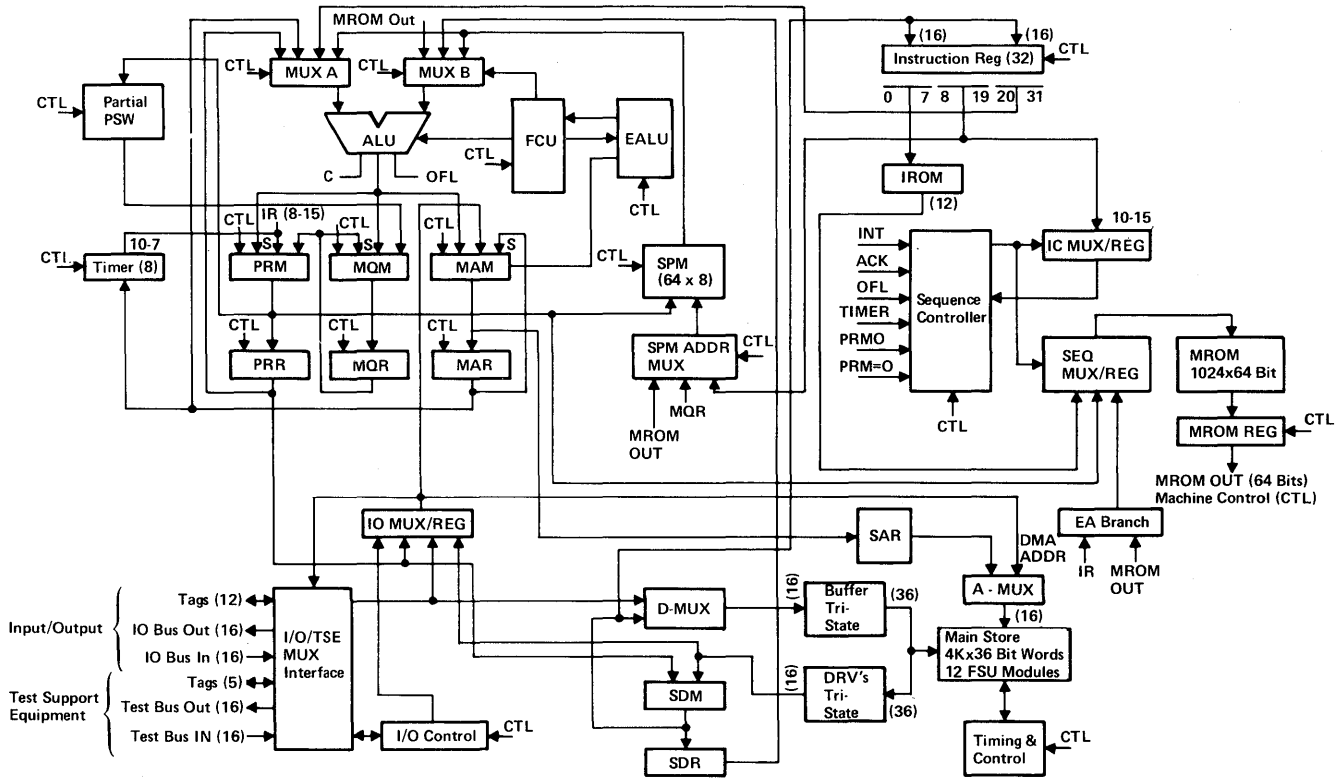 MROM Out
(16)
(16)
CTL
MUX A
CTL
MUX B
Instruction Reg (32)
CTL
0
7
8
19
20
31
CTL
Partial
PSW
ALU
FCU
EALU
CTL
CTL
C
OFL
IROM
(12)
CTL
IR (8-15)
CTL
CTL
S
S
S
10-7
CTL
Timer (8)
PRM
MQM
MAM
CTL
SPM
(64 x 8)
INT
ACK
OFL
TIMER
PRMO
PRM=O
Sequence
Controller
CTL
10-15
IC MUX/REG
CTL
CTL
CTL
PRR
MQR
MAR
SPM ADDR
MUX
CTL
MQR
MROM
OUT
SEQ
MUX/REG
MROM
1024x64 Bit
MROM REG
CTL
MROM OUT (64 Bits)
Machine Control (CTL)
IO MUX/REG
SAR
DMA
ADDR
EA Branch
IR
MROM
OUT
A - MUX
(16)
Input/Output
Tags (12)
IO Bus Out (16)
IO Bus In (16)
Test Support
Equipment
Tags (5)
Test Bus Out (16)
Test Bus IN (16)
I/O/TSE
MUX
Interface
D-MUX
(16)
Buffer
Tri-
State
(36)
Main Store
4Kx36 Bit Words
12 FSU Modules
SDM
(16)
DRV's
Tri-
State
(36)
I/O Control
CTL
SDR
Timing &
Control
CTL